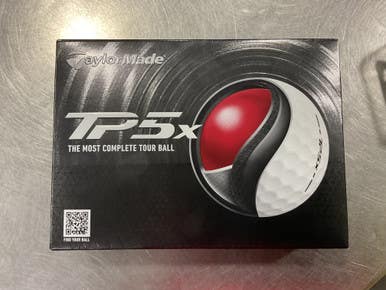 TaylorMade
TP5x
THE MOST COMPLETE TOUR BALL
FIND YOUR BALL